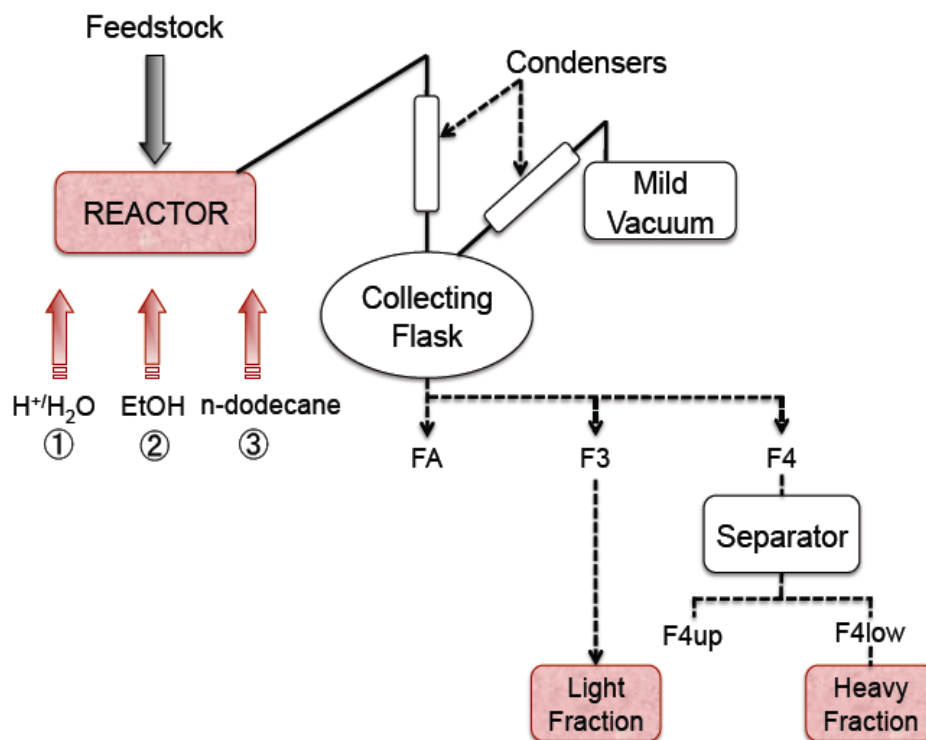 Feedstock
Condensers
REACTOR
Mild
Vacuum
Collecting
Flask
H⁺/H₂O
EtOH
n-dodecane
①
②
③
FA
F3
F4
Separator
F4up
F4low
Light
Fraction
Heavy
Fraction